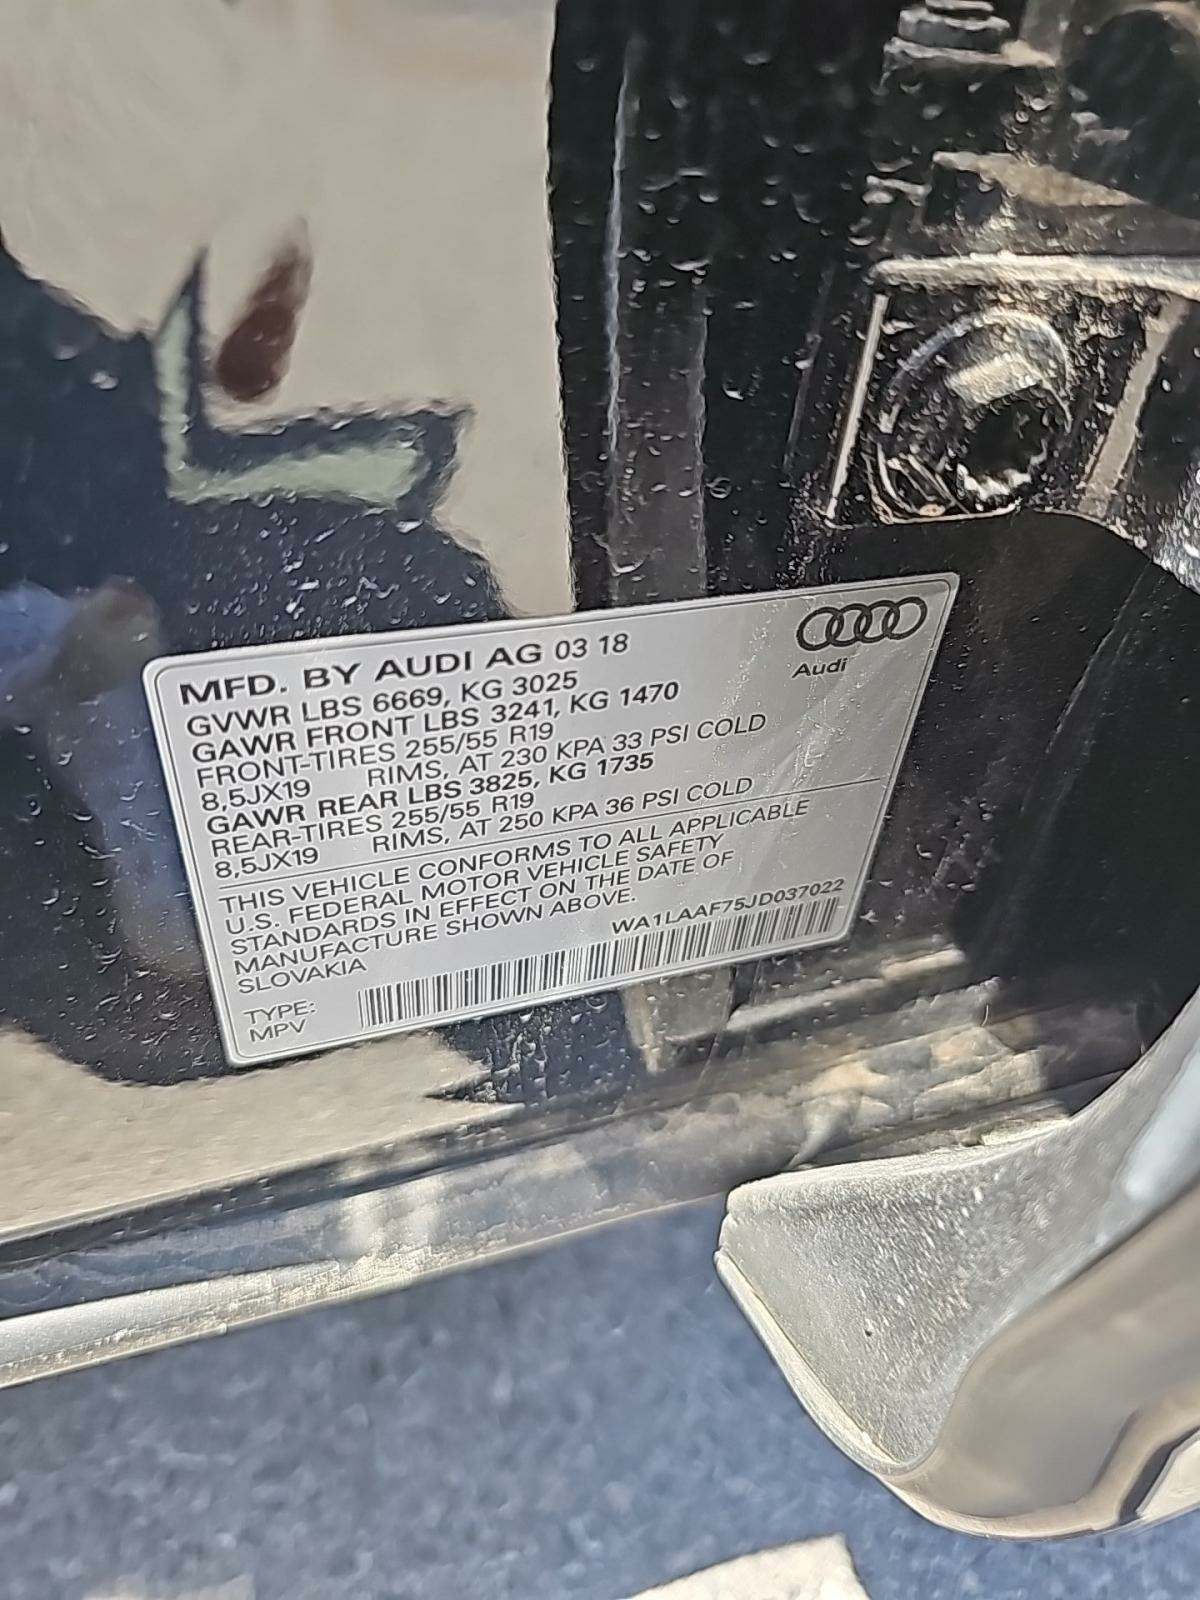 MFD. BY AUDI AG 03 18
Audi
GVWR LBS 6669, KG 3025
GAWR FRONT LBS 3241, KG 1470
FRONT-TIRES 255/55 R19
8,5JX19 RIMS, AT 230 KPA 33 PSI COLD
GAWR REAR LBS 3825, KG 1735
REAR-TIRES 255/55 R19
8,5JX19 RIMS, AT 250 KPA 36 PSI COLD
THIS VEHICLE CONFORMS TO ALL APPLICABLE
U.S. FEDERAL MOTOR VEHICLE SAFETY
STANDARDS IN EFFECT ON THE DATE OF
MANUFACTURE SHOWN ABOVE.
SLOVAKIA
WA1LAAF75JD037022
TYPE:
MPV